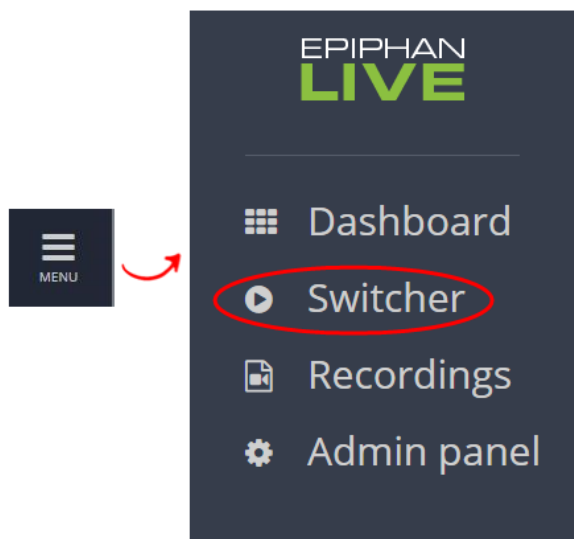 EPIPHAN
LIVE
MENU
Dashboard
Switcher
Recordings
Admin panel